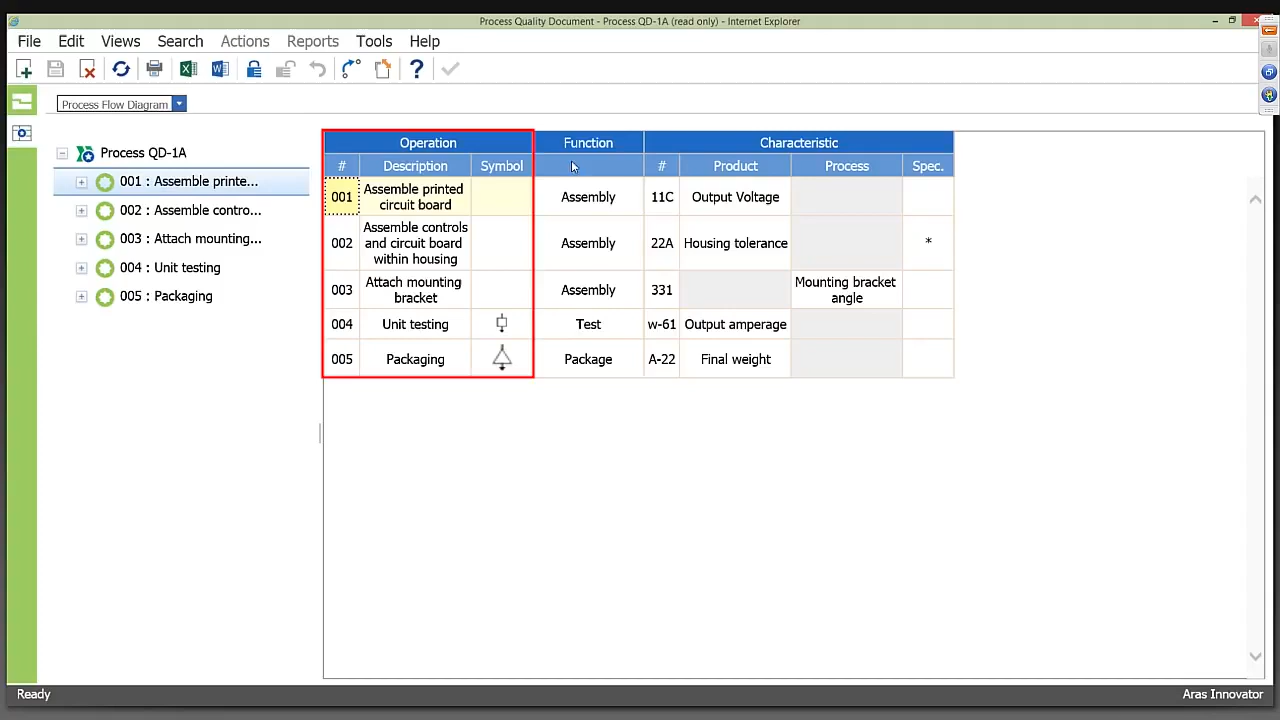 Process Quality Document - Process QD-1A (read only) - Internet Explorer
File Edit Views Search Actions Reports Tools Help
Process Flow Diagram
Process QD-1A
001 : Assemble printe...
002 : Assemble contro...
003 : Attach mounting...
004 : Unit testing
005 : Packaging
Operation Function Characteristic
# Description Symbol # Product Process Spec.
001 Assemble printed circuit board Assembly 11C Output Voltage
002 Assemble controls and circuit board within housing Assembly 22A Housing tolerance *
003 Attach mounting bracket Assembly 331 Mounting bracket angle
004 Unit testing Test w-61 Output amperage
005 Packaging Package A-22 Final weight
Ready Aras Innovator